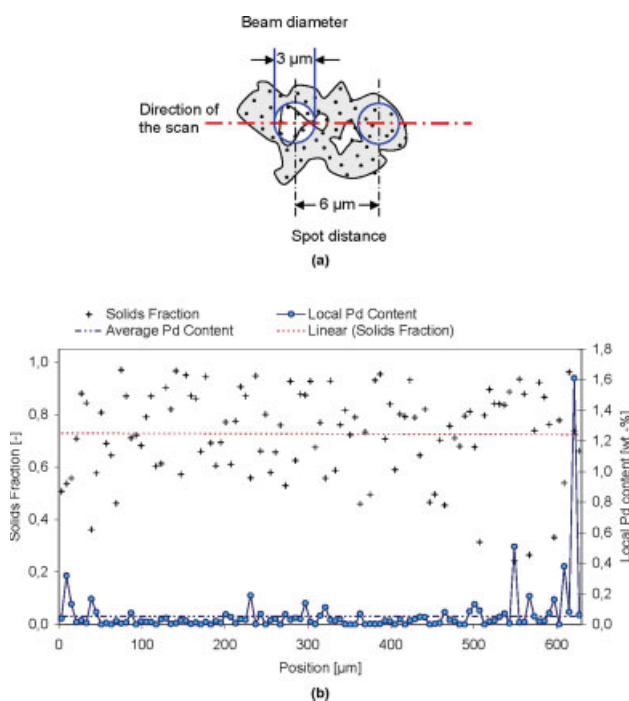 Beam diameter
3 µm
Direction of
the scan
6 µm
Spot distance
(a)
Solids Fraction
Local Pd Content
Average Pd Content
Linear (Solids Fraction)
1,0
0,8
0,6
0,4
0,2
0,0
Solids Fraction [-]
1,8
1,6
1,4
1,2
1,0
0,8
0,6
0,4
0,2
0,0
Local Pd content [wt.-%]
0 100 200 300 400 500 600
Position [µm]
(b)